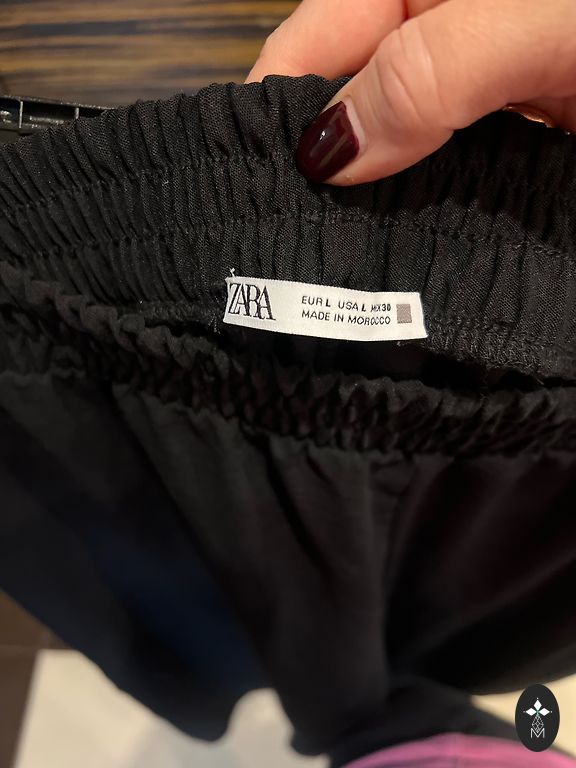 ZARA
EUR L USA L MEX 30
MADE IN MOROCCO
M